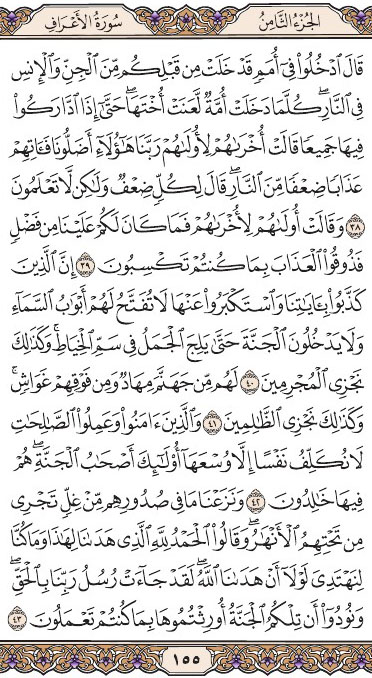 سُورَةُ الأَعْرَافِ
الجُزْءُ الثَّامِنُ
قَالَ ٱدْخُلُوا۟ فِىٓ أُمَمٍ قَدْ خَلَتْ مِن قَبْلِكُم مِّنَ ٱلْجِنِّ وَٱلْإِنسِ
فِى ٱلنَّارِ ۖ كُلَّمَا دَخَلَتْ أُمَّةٌ لَّعَنَتْ أُخْتَهَا ۖ حَتَّىٰٓ إِذَا ٱدَّارَكُوا۟
فِيهَا جَمِيعًا قَالَتْ أُخْرَىٰهُمْ لِأُولَىٰهُمْ رَبَّنَا هَـٰٓؤُلَآءِ أَضَلُّونَا فَـَٔاتِهِمْ
عَذَابًا ضِعْفًا مِّنَ ٱلنَّارِ ۖ قَالَ لِكُلٍّ ضِعْفٌ وَلَـٰكِن لَّا تَعْلَمُونَ
٣٨ وَقَالَتْ أُولَىٰهُمْ لِأُخْرَىٰهُمْ فَمَا كَانَ لَكُمْ عَلَيْنَا مِن فَضْلٍ
فَذُوقُوا۟ ٱلْعَذَابَ بِمَا كُنتُمْ تَكْسِبُونَ ٣٩ إِنَّ ٱلَّذِينَ
كَذَّبُوا۟ بِـَٔايَـٰتِنَا وَٱسْتَكْبَرُوا۟ عَنْهَا لَا تُفَتَّحُ لَهُمْ أَبْوَٰبُ ٱلسَّمَآءِ
وَلَا يَدْخُلُونَ ٱلْجَنَّةَ حَتَّىٰ يَلِجَ ٱلْجَمَلُ فِى سَمِّ ٱلْخِيَاطِ ۚ وَكَذَٰلِكَ
نَجْزِى ٱلْمُجْرِمِينَ ٤٠ لَهُم مِّن جَهَنَّمَ مِهَادٌ وَمِن فَوْقِهِمْ غَوَاشٍ ۚ
وَكَذَٰلِكَ نَجْزِى ٱلظَّـٰلِمِينَ ٤١ وَٱلَّذِينَ ءَامَنُوا۟ وَعَمِلُوا۟ ٱلصَّـٰلِحَـٰتِ
لَا نُكَلِّفُ نَفْسًا إِلَّا وُسْعَهَآ أُو۟لَـٰٓئِكَ أَصْحَـٰبُ ٱلْجَنَّةِ ۖ هُمْ
فِيهَا خَـٰلِدُونَ ٤٢ وَنَزَعْنَا مَا فِى صُدُورِهِم مِّنْ غِلٍّ تَجْرِى
مِن تَحْتِهِمُ ٱلْأَنْهَـٰرُ ۖ وَقَالُوا۟ ٱلْحَمْدُ لِلَّهِ ٱلَّذِى هَدَىٰنَا لِهَـٰذَا وَمَا كُنَّا
لِنَهْتَدِىَ لَوْلَآ أَنْ هَدَىٰنَا ٱللَّهُ ۖ لَقَدْ جَآءَتْ رُسُلُ رَبِّنَا بِٱلْحَقِّ ۖ
وَنُودُوٓا۟ أَن تِلْكُمُ ٱلْجَنَّةُ أُورِثْتُمُوهَا بِمَا كُنتُمْ تَعْمَلُونَ ٤٣
١٥٥